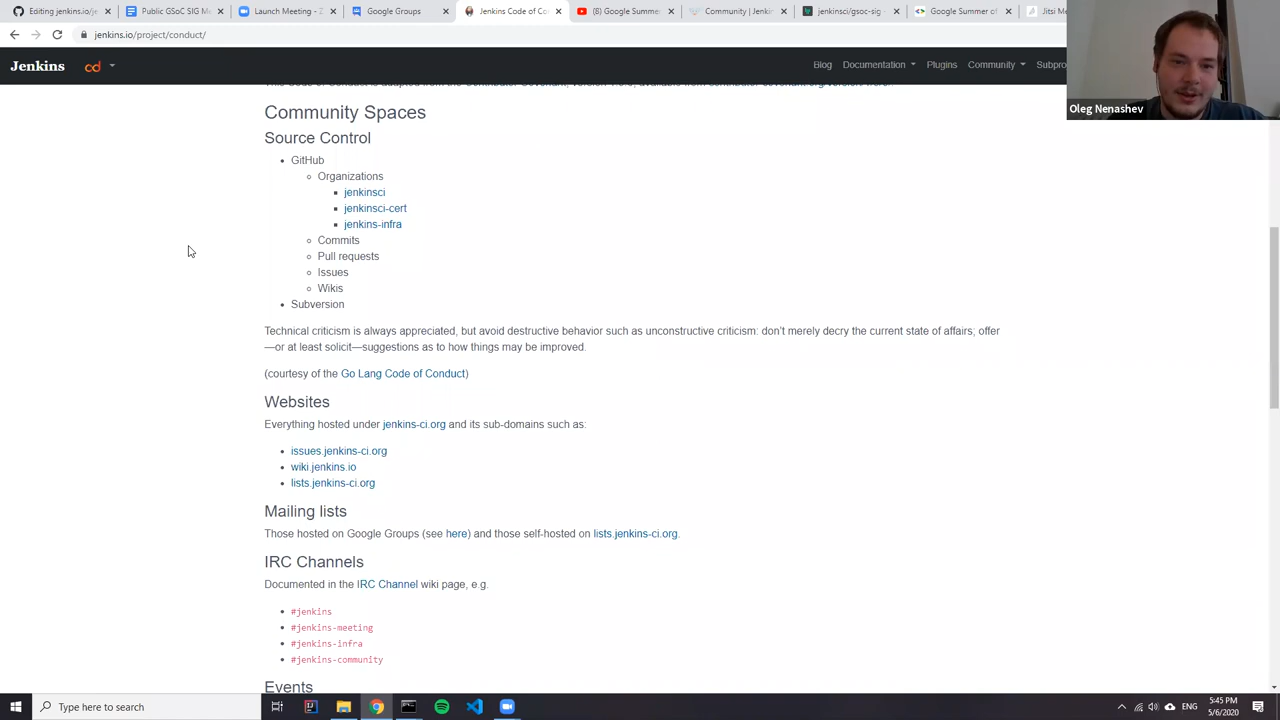 Editing jenkins.io/je
Public GSoC SIG M
Launch Meeting - Z
Google Groups
Jenkins Code of Co
(8) Google Summe
Community | Jenkin
jenkinsci/gsoc-sig
Google Summer of
Jitsi Me
jenkins.io/project/conduct/
Jenkins
cd
Blog
Documentation
Plugins
Community
Subpro
Oleg Nenashev
Community Spaces
Source Control
GitHub
Organizations
jenkinsci
jenkinsci-cert
jenkins-infra
Commits
Pull requests
Issues
Wikis
Subversion
Technical criticism is always appreciated, but avoid destructive behavior such as unconstructive criticism: don’t merely decry the current state of affairs; offer
—or at least solicit—suggestions as to how things may be improved.
(courtesy of the Go Lang Code of Conduct)
Websites
Everything hosted under jenkins-ci.org and its sub-domains such as:
issues.jenkins-ci.org
wiki.jenkins.io
lists.jenkins-ci.org
Mailing lists
Those hosted on Google Groups (see here) and those self-hosted on lists.jenkins-ci.org.
IRC Channels
Documented in the IRC Channel wiki page, e.g.
#jenkins
#jenkins-meeting
#jenkins-infra
#jenkins-community
Events
Type here to search
ENG
5:45 PM
5/6/2020